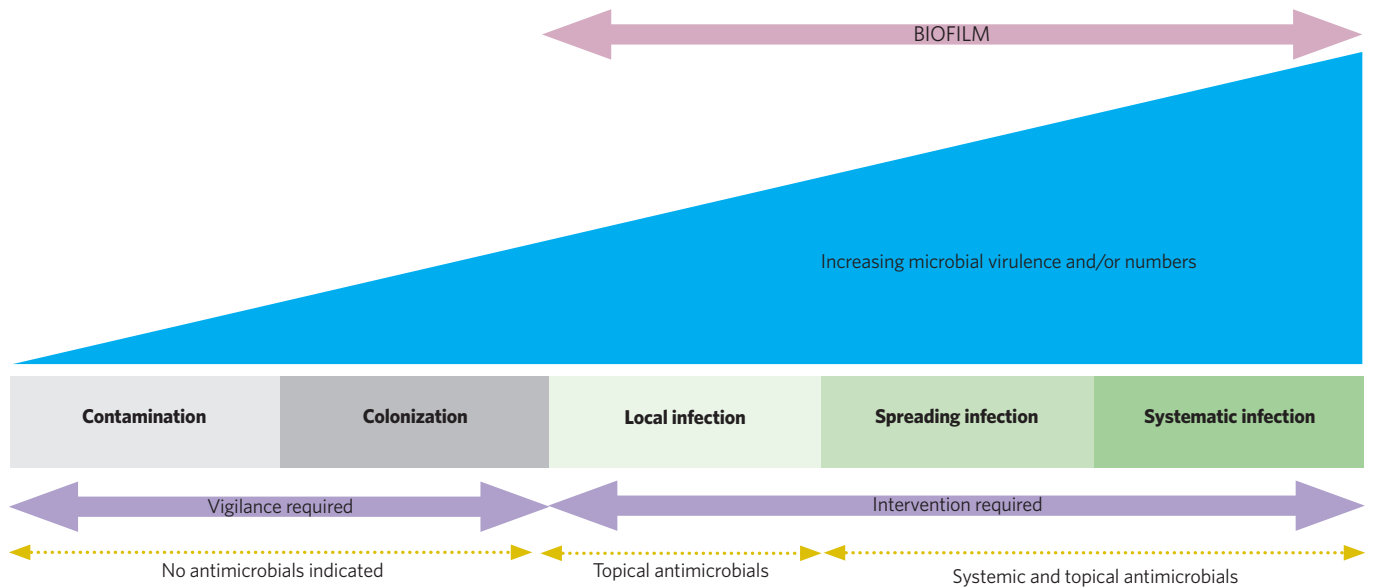 BIOFILM
Increasing microbial virulence and/or numbers
Contamination
Colonization
Local infection
Spreading infection
Systematic infection
Vigilance required
Intervention required
No antimicrobials indicated
Topical antimicrobials
Systemic and topical antimicrobials